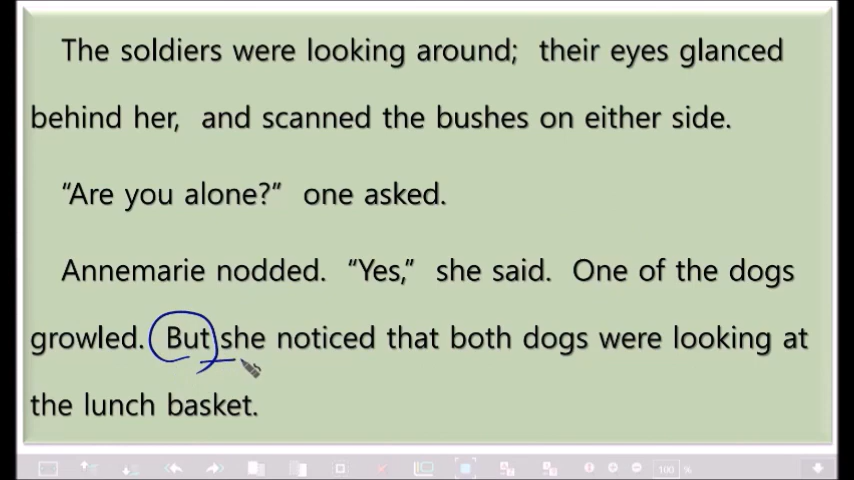 The soldiers were looking around; their eyes glanced
behind her, and scanned the bushes on either side.
“Are you alone?” one asked.
Annemarie nodded. “Yes,” she said. One of the dogs
growled. But she noticed that both dogs were looking at
the lunch basket.
100 %